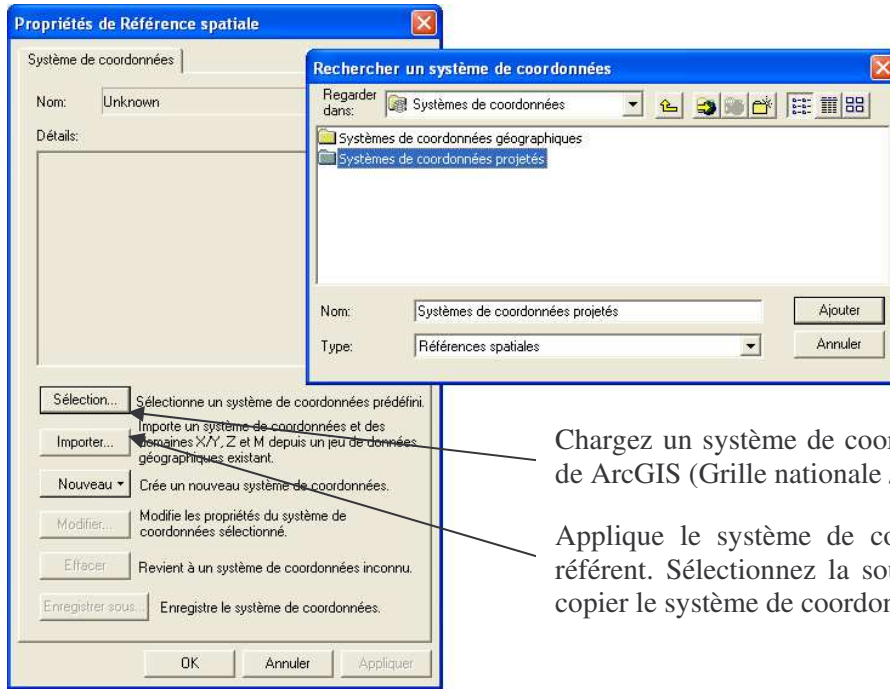 Propriétés de Référence spatiale
Système de coordonnées
Nom: Unknown
Détails:
Rechercher un système de coordonnées
Regarder dans: Systèmes de coordonnées
Systèmes de coordonnées géographiques
Systèmes de coordonnées projetés
Nom: Systèmes de coordonnées projetés
Ajouter
Type: Références spatiales
Annuler
Sélection... Sélectionne un système de coordonnées prédéfini.
Importer... Importe un système de coordonnées et des
domaines X/Y, Z et M depuis un jeu de données
géographiques existant.
Nouveau Crée un nouveau système de coordonnées.
Modifier... Modifie les propriétés du système de
coordonnées sélectionné.
Effacer Revient à un système de coordonnées inconnu.
Enregistrer sous... Enregistre le système de coordonnées.
OK Annuler Appliquer
Chargez un système de coor
de ArcGIS (Grille nationale
Applique le système de co
référent. Sélectionnez la sou
copier le système de coordon